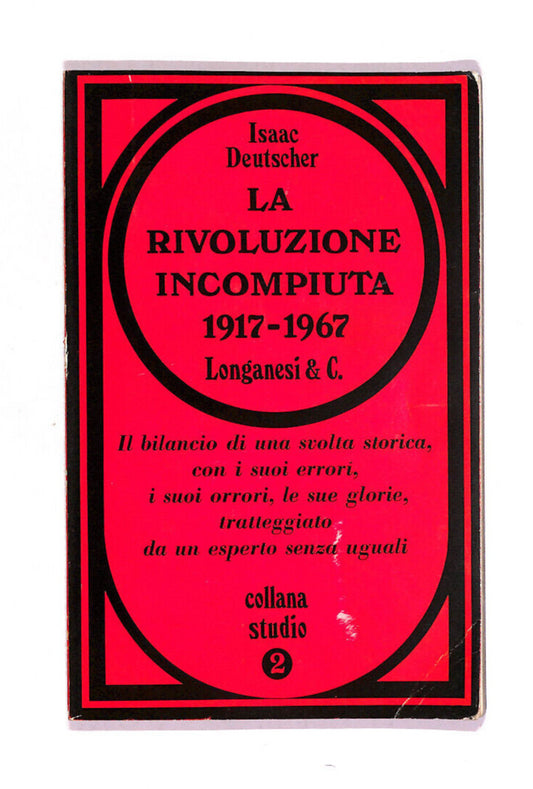 Isaac
Deutscher
LA
RIVOLUZIONE
INCOMPIUTA
1917-1967
Longanesi & C.
Il bilancio di una svolta storica,
con i suoi errori,
i suoi orrori, le sue glorie,
tratteggiato
da un esperto senza uguali
collana
studio
2